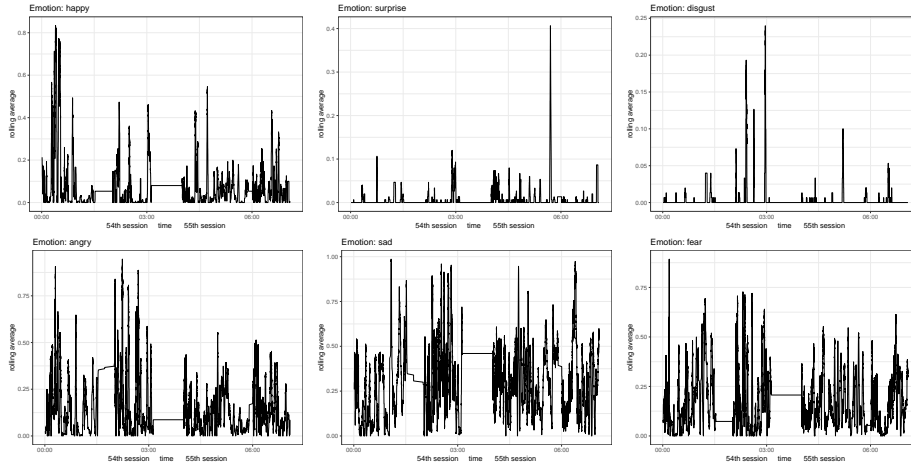 Emotion: happy
0.8
0.6
0.4
0.2
0.0
rolling average
00:00
03:00
06:00
54th session time 55th session
Emotion: surprise
0.4
0.3
0.2
0.1
0.0
rolling average
00:00
03:00
06:00
54th session time 55th session
Emotion: disgust
0.25
0.20
0.15
0.10
0.05
0.00
rolling average
00:00
03:00
06:00
54th session time 55th session
Emotion: angry
0.75
0.50
0.25
0.00
rolling average
00:00
03:00
06:00
54th session time 55th session
Emotion: sad
1.00
0.75
0.50
0.25
0.00
rolling average
00:00
03:00
06:00
54th session time 55th session
Emotion: fear
0.75
0.50
0.25
0.00
rolling average
00:00
03:00
06:00
54th session time 55th session